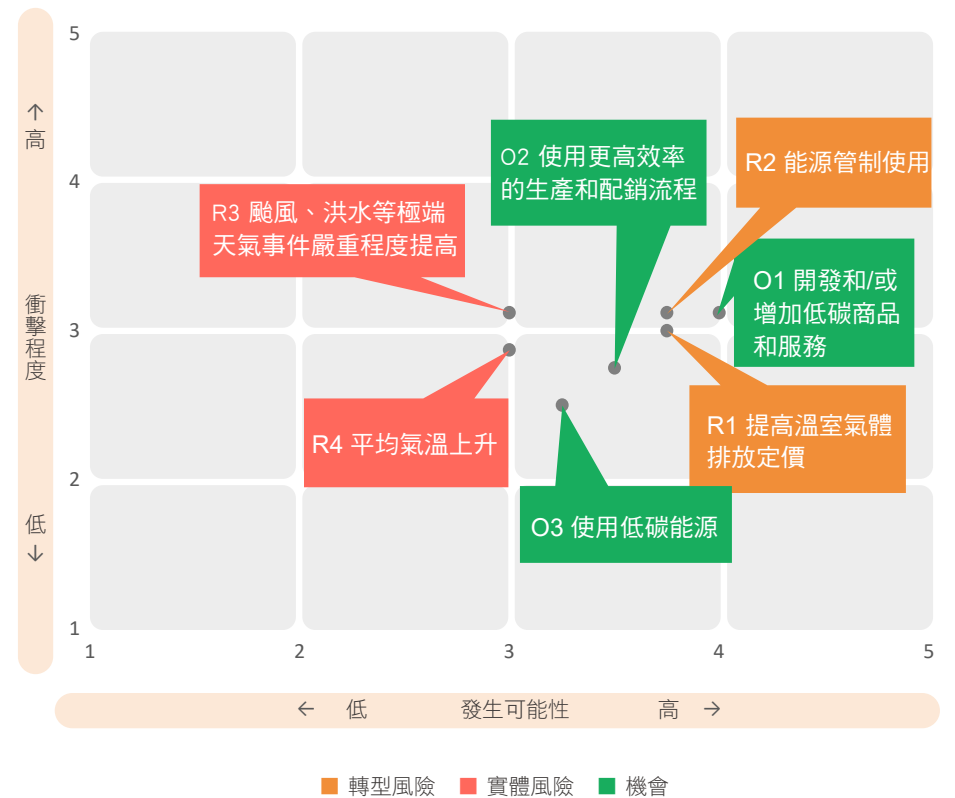 5
4
3
2
1
↑
高
衝擊程度
低
↓
O2 使用更高效率
的生產和配銷流程
R2 能源管制使用
R3 颱風、洪水等極端
天氣事件嚴重程度提高
O1 開發和/或
增加低碳商品
和服務
R4 平均氣溫上升
R1 提高溫室氣體
排放定價
O3 使用低碳能源
1 2 3 4 5
← 低 發生可能性 高 →
轉型風險 實體風險 機會